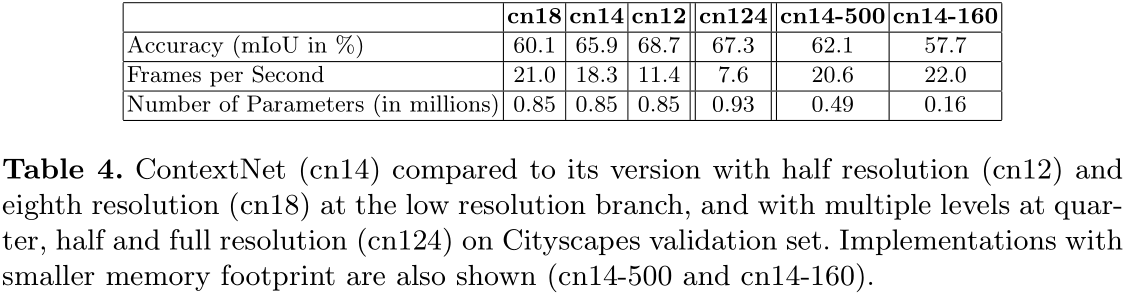 cn18 cn14 cn12 cn124 cn14-500 cn14-160
Accuracy (mIoU in %) 60.1 65.9 68.7 67.3 62.1 57.7
Frames per Second 21.0 18.3 11.4 7.6 20.6 22.0
Number of Parameters (in millions) 0.85 0.85 0.85 0.93 0.49 0.16
Table 4. ContextNet (cn14) compared to its version with half resolution (cn12) and
eighth resolution (cn18) at the low resolution branch, and with multiple levels at quar-
ter, half and full resolution (cn124) on Cityscapes validation set. Implementations with
smaller memory footprint are also shown (cn14-500 and cn14-160).